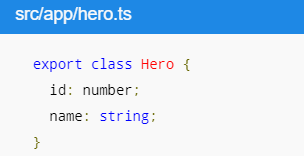 src/app/hero.ts
export class Hero {
  id: number;
  name: string;
}